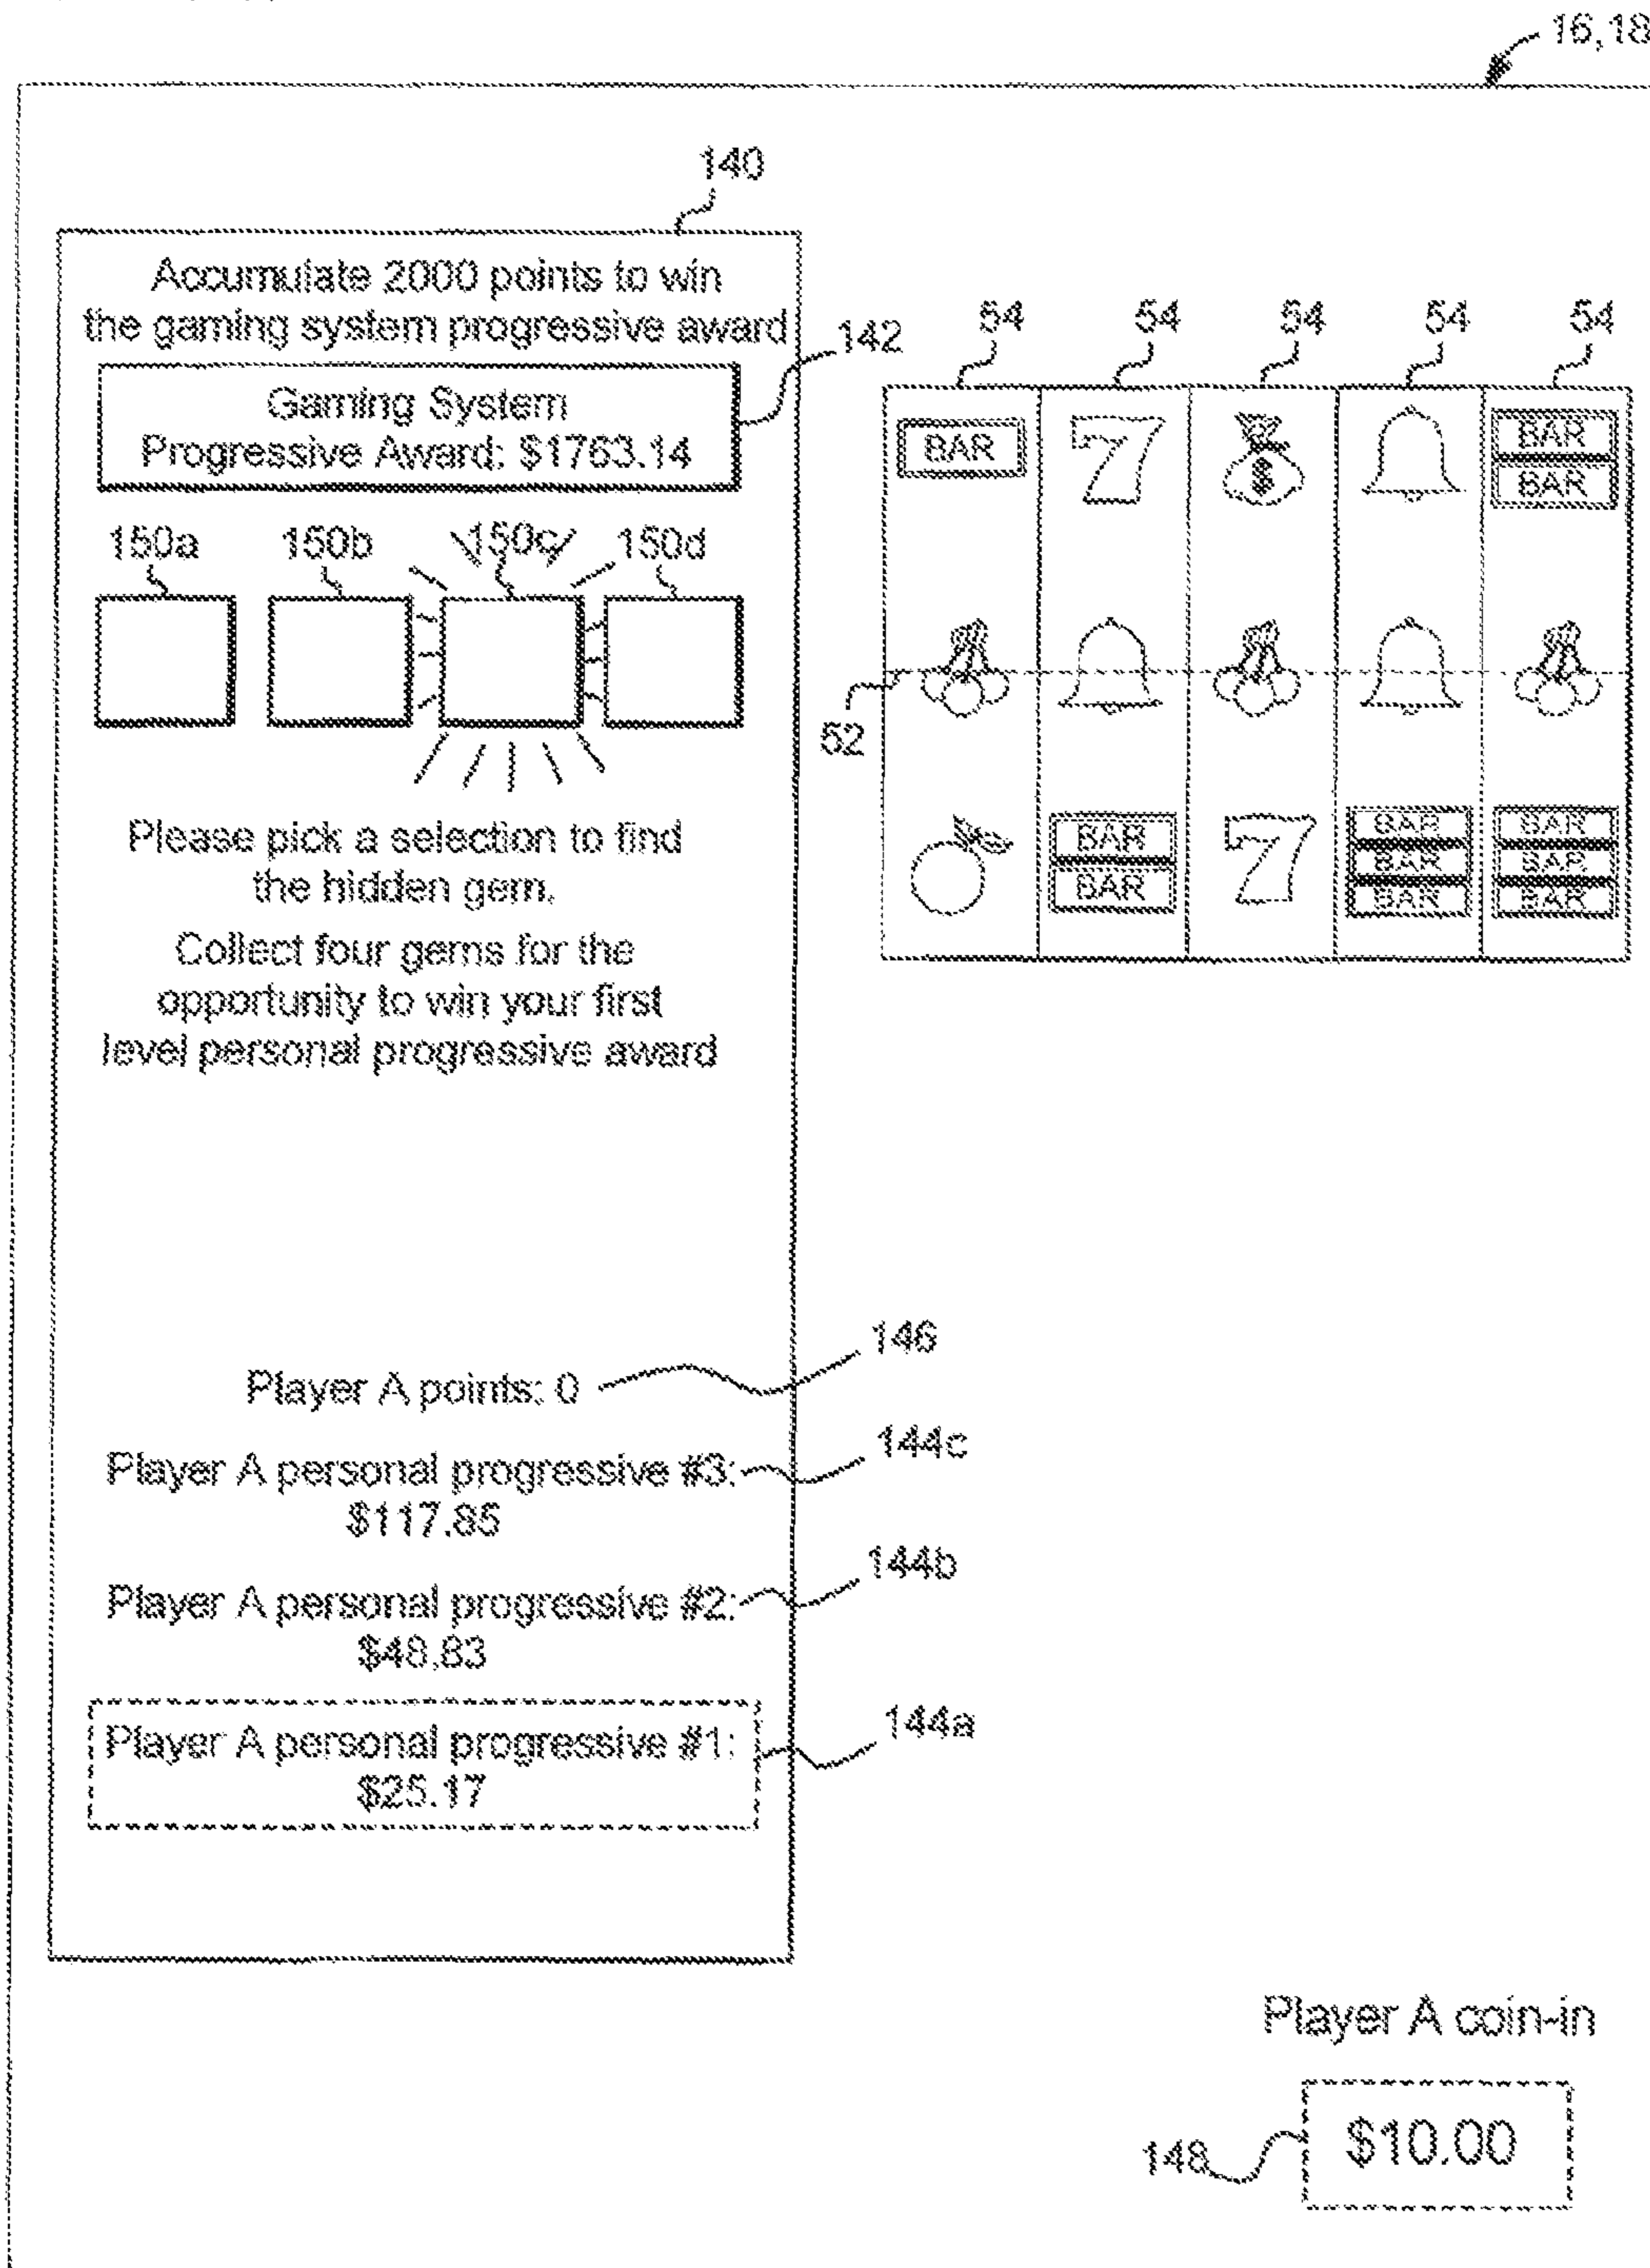 16,18
140
Accumulate 2000 points to win
the gaming system progressive award
142
Gaming System
Progressive Award: $1763.14
150a 150b 150c 150d
Please pick a selection to find
the hidden gem.
Collect four gems for the
opportunity to win your first
level personal progressive award
54 54 54 54 54
BAR 7 $ BAR
BAR
52
BAR 7 BAR BAR
BAR BAR BAR
BAR BAR
146
Player A points: 0
144c
Player A personal progressive #3:
$117.85
144b
Player A personal progressive #2:
$48.83
144a
Player A personal progressive #1:
$25.17
Player A coin-in
148
$10.00